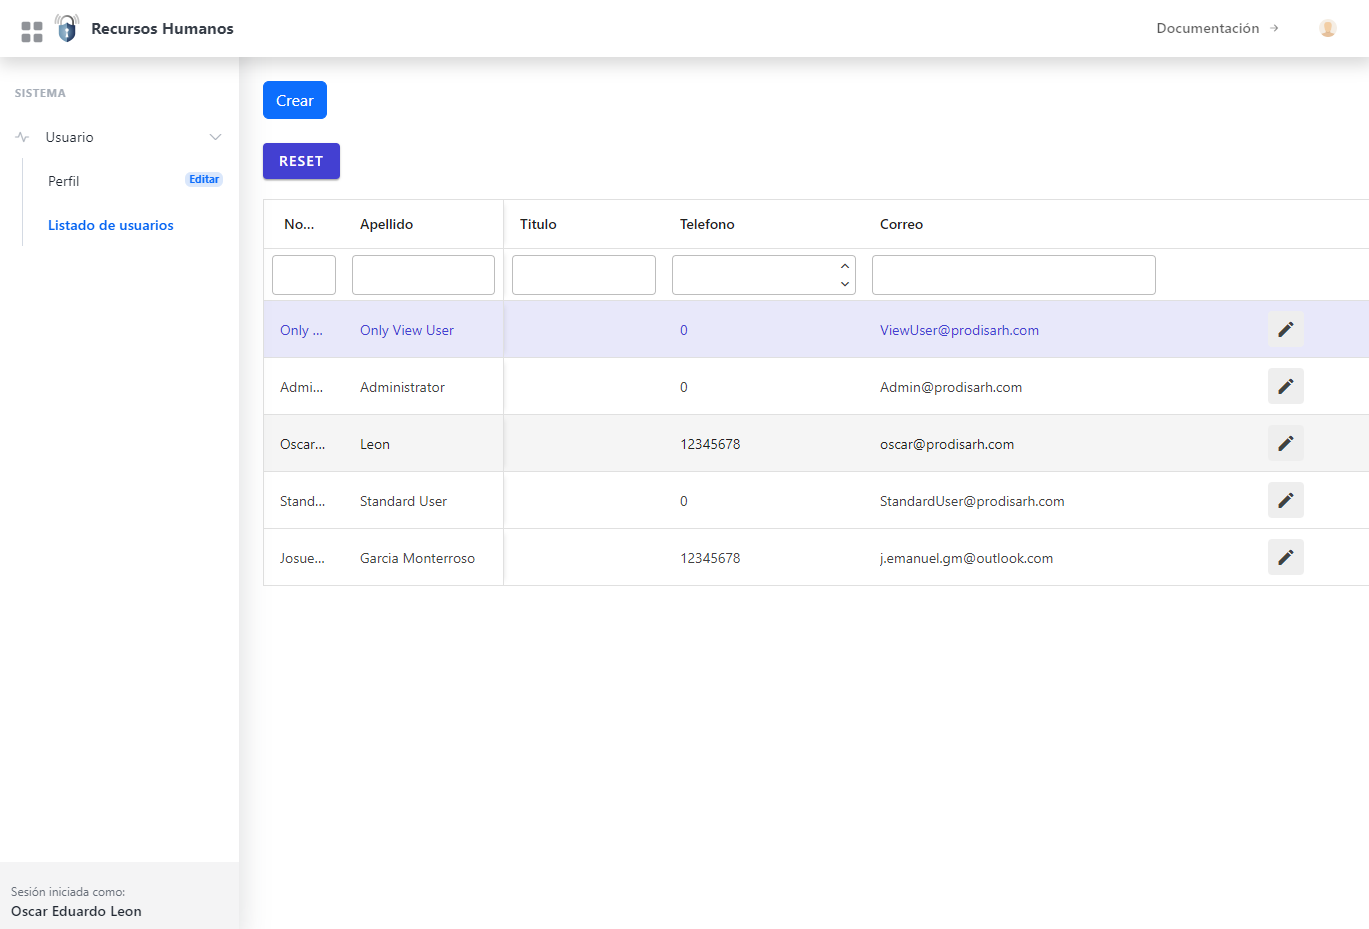 Recursos Humanos
Documentación →
SISTEMA
Usuario
Perfil
Editar
Listado de usuarios
Crear
RESET
No... Apellido Titulo Telefono Correo
Only ... Only View User 0 ViewUser@prodisarh.com
Admi... Administrator 0 Admin@prodisarh.com
Oscar... Leon 12345678 oscar@prodisarh.com
Stand... Standard User 0 StandardUser@prodisarh.com
Josue... Garcia Monterroso 12345678 j.emanuel.gm@outlook.com
Sesión iniciada como:
Oscar Eduardo Leon